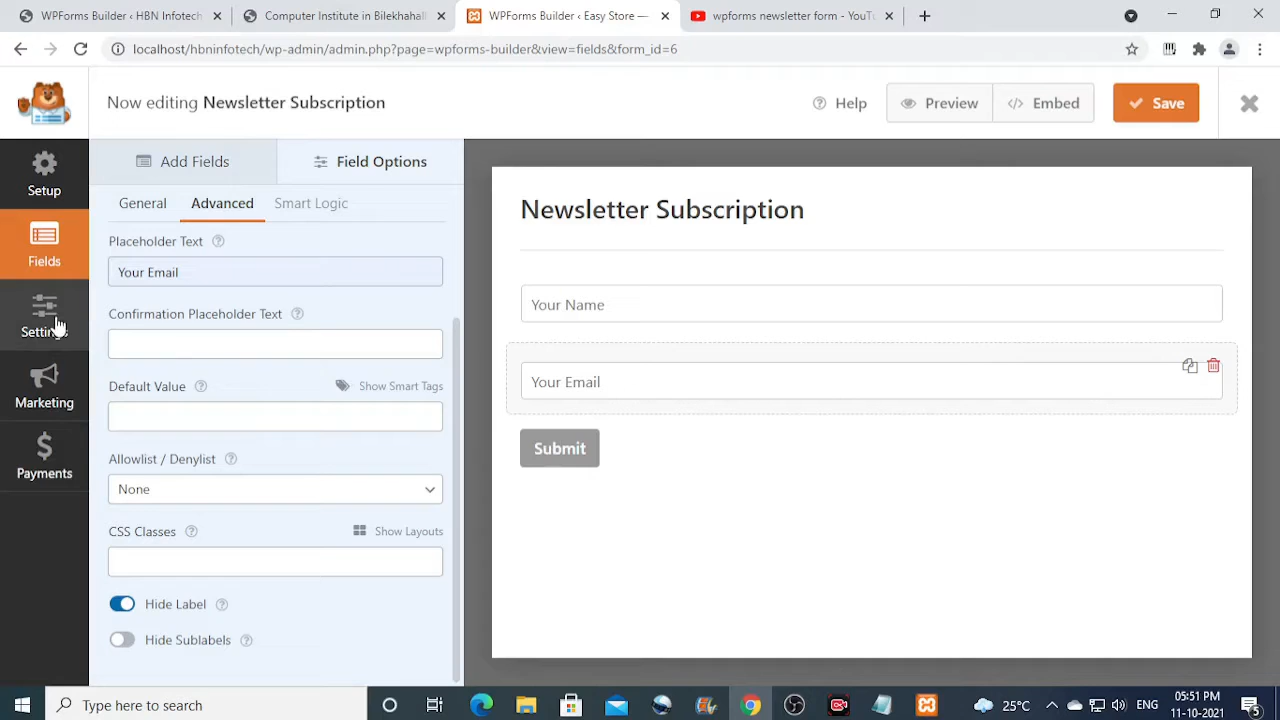 WPForms Builder ‹ HBN Infotech
Computer Institute in Bilekahal
WPForms Builder ‹ Easy Store —
wpforms newsletter form - YouT
localhost/hbninfotech/wp-admin/admin.php?page=wpforms-builder&view=fields&form_id=6
Now editing Newsletter Subscription
Help
Preview
Embed
Save
Setup
Fields
Settings
Marketing
Payments
Add Fields
Field Options
General
Advanced
Smart Logic
Placeholder Text
Your Email
Confirmation Placeholder Text
Default Value
Show Smart Tags
Allowlist / Denylist
None
CSS Classes
Show Layouts
Hide Label
Hide Sublabels
Newsletter Subscription
Your Name
Your Email
Submit
Type here to search
25°C
ENG
05:51 PM
11-10-2021
5